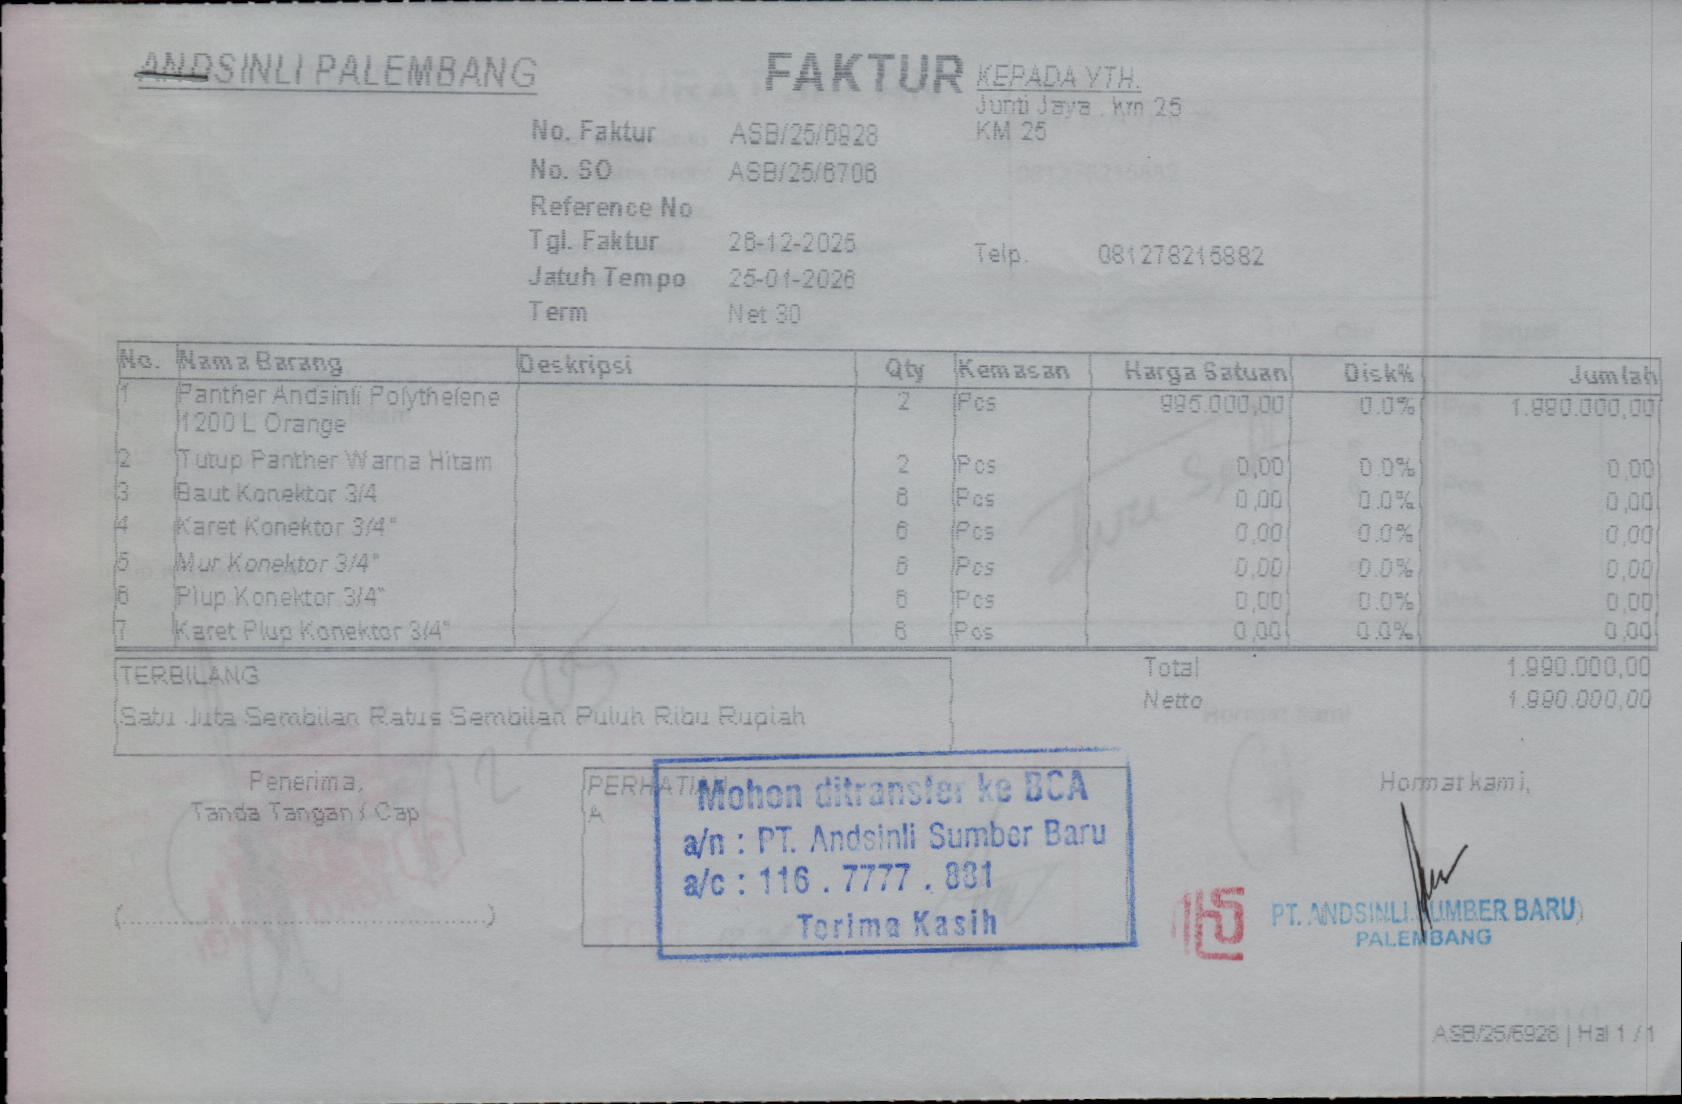 ANDSINLI PALEMBANG
FAKTUR
KEPADA YTH.
Junti Jaya . km 25
KM 25
No. Faktur ASB/25/6928
No. SO ASB/25/6706
Reference No
Tgl. Faktur 26-12-2025
Telp. 081278215882
Jatuh Tempo 25-01-2026
Term Net 30
No. Nama Barang Deskripsi Qty Kemasan Harga Satuan Disk% Jumlah
1 Panther Andsinli Polythelene 2 Pcs 995.000,00 0.0% 1.990.000,00
1200 L Orange
2 Tutup Panther Warna Hitam 2 Pcs 0,00 0.0% 0,00
3 Baut Konektor 3/4 6 Pcs 0,00 0.0% 0,00
4 Karet Konektor 3/4" 6 Pcs 0,00 0.0% 0,00
5 Mur Konektor 3/4" 6 Pcs 0,00 0.0% 0,00
6 Plup Konektor 3/4" 6 Pcs 0,00 0.0% 0,00
7 Karet Plup Konektor 3/4" 6 Pcs 0,00 0.0% 0,00
TERBILANG
Satu Juta Sembilan Ratus Sembilan Puluh Ribu Rupiah
Total 1.990.000,00
Netto 1.990.000,00
Penerima,
Tanda Tangan / Cap
(...............................................)
PERHATIAN
A
Mohon ditransfer ke BCA
a/n : PT. Andsinli Sumber Baru
a/c : 116 . 7777 . 881
Terima Kasih
Hormat kami,
PT. ANDSINLI SUMBER BARU
PALEMBANG
ASB/25/6928 | Hal 1 / 1